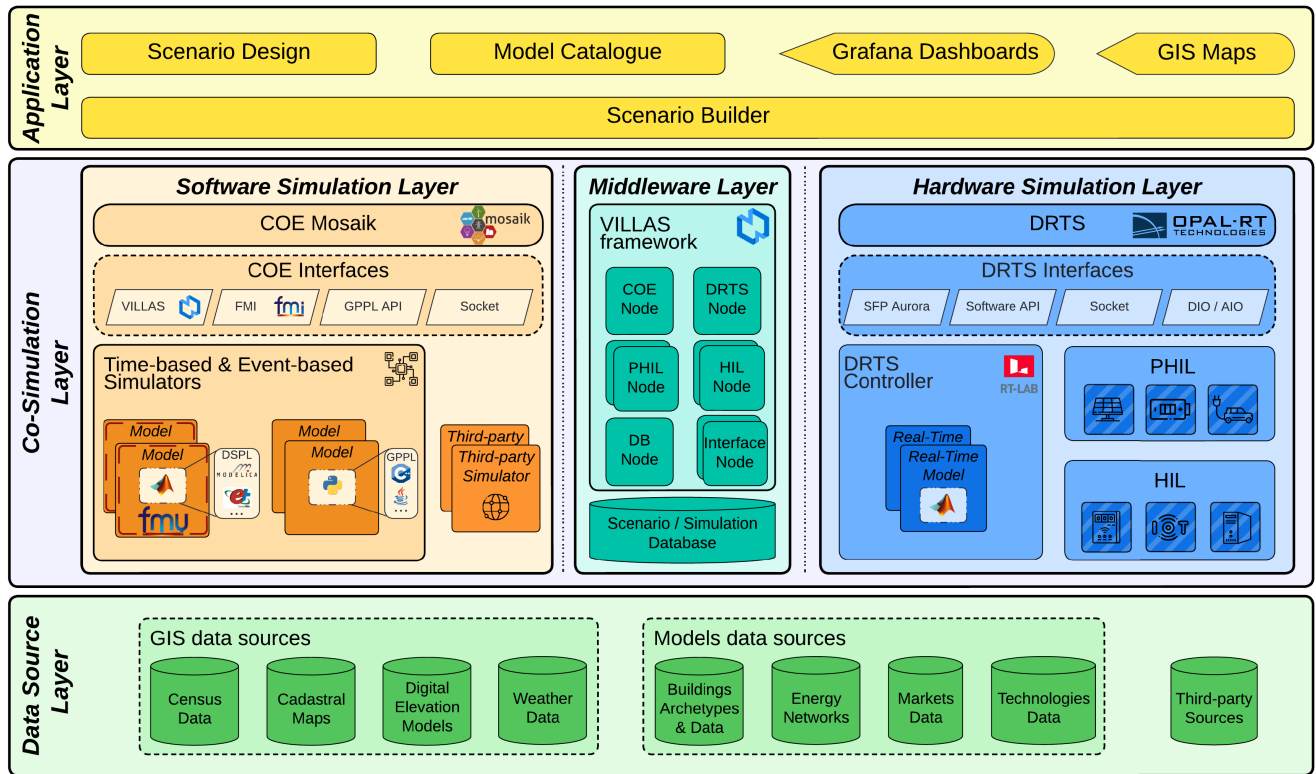 Application
Layer
Scenario Design
Model Catalogue
Grafana Dashboards
GIS Maps
Scenario Builder
Co-Simulation
Layer
Software Simulation Layer
COE Mosaik
mosaik
COE Interfaces
VILLAS
FMI
fmi
GPPL API
Socket
Time-based & Event-based
Simulators
Model
Model
fmu
DSPL
MODELICA
et
...
Model
Model
GPPL
C++
Java
...
Third-party
Third-party
Simulator
Middleware Layer
VILLAS
framework
COE
Node
DRTS
Node
PHIL
Node
HIL
Node
DB
Node
Interface
Node
Scenario / Simulation
Database
Hardware Simulation Layer
DRTS
OPAL-RT
TECHNOLOGIES
DRTS Interfaces
SFP Aurora
Software API
Socket
DIO / AIO
DRTS
Controller
RT-LAB
Real-Time
Real-Time
Model
PHIL
HIL
IOT
Data Source
Layer
GIS data sources
Census
Data
Cadastral
Maps
Digital
Elevation
Models
Weather
Data
Models data sources
Buildings
Archetypes
& Data
Energy
Networks
Markets
Data
Technologies
Data
Third-party
Sources